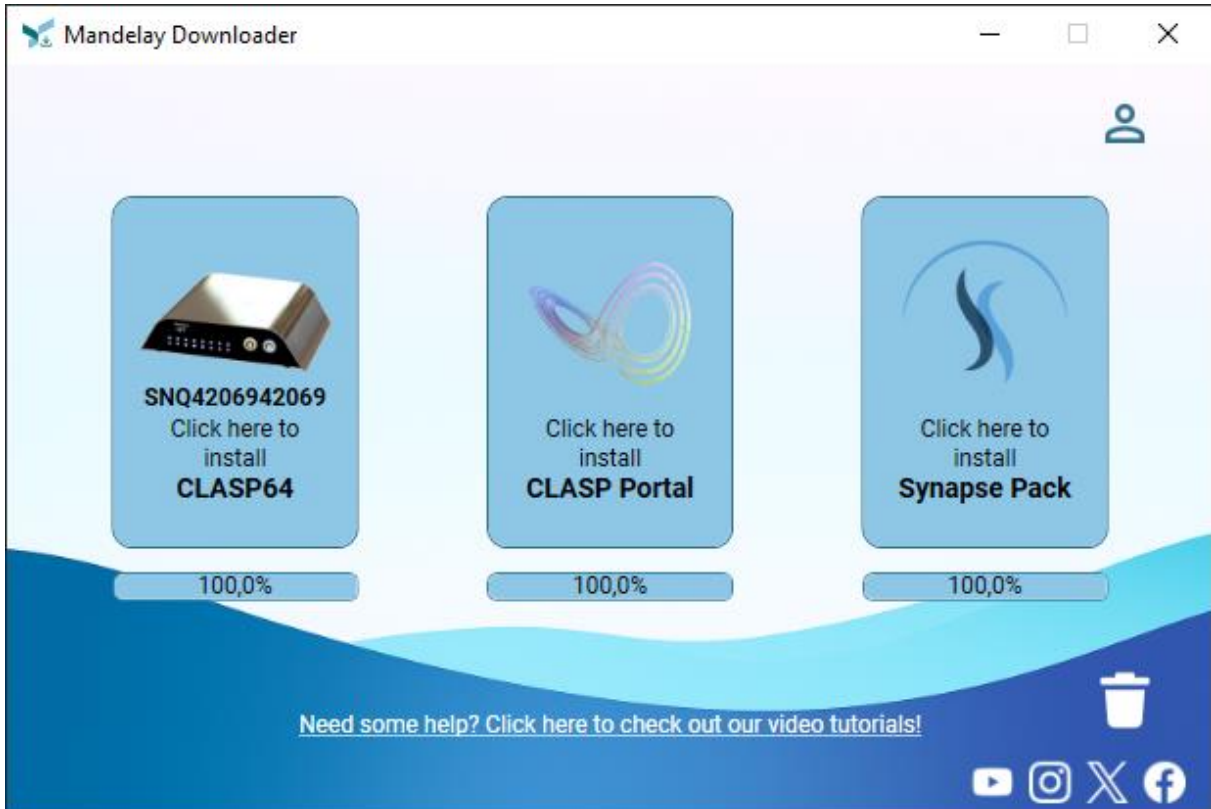 Mandelay Downloader
SNQ4206942069
Click here to
install
CLASP64
Click here to
install
CLASP Portal
Click here to
install
Synapse Pack
100,0%
100,0%
100,0%
Need some help? Click here to check out our video tutorials!